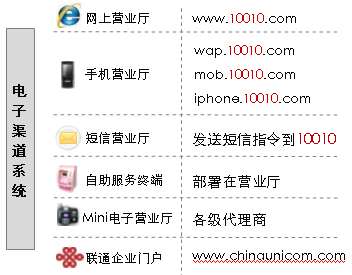 电子渠道系统
网上营业厅 www.10010.com
手机营业厅 wap.10010.com
mob.10010.com
iphone.10010.com
短信营业厅 发送短信指令到10010
自助服务终端 部署在营业厅
Mini电子营业厅 各级代理商
联通企业门户 www.chinaunicom.com